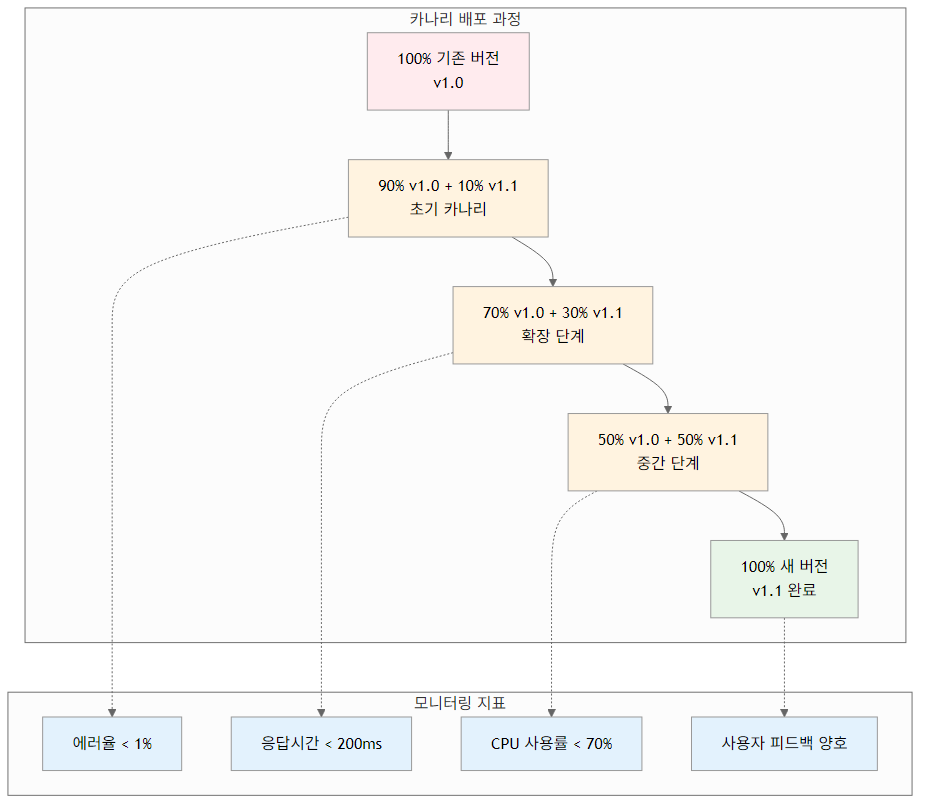 카나리 배포 과정
100% 기존 버전
v1.0
90% v1.0 + 10% v1.1
초기 카나리
70% v1.0 + 30% v1.1
확장 단계
50% v1.0 + 50% v1.1
중간 단계
100% 새 버전
v1.1 완료
모니터링 지표
에러율 < 1%
응답시간 < 200ms
CPU 사용률 < 70%
사용자 피드백 양호